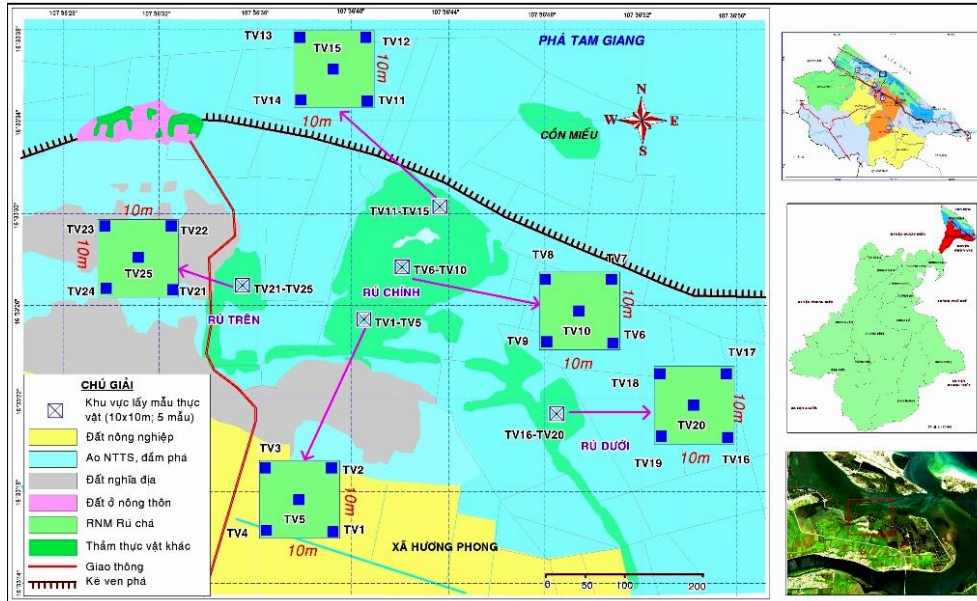 107°36'28"
107°36'32"
107°36'36"
107°36'40"
107°36'44"
107°36'48"
107°36'52"
107°36'56"
TV13
TV15
TV12
PHÁ TAM GIANG
10m
TV14
TV11
10m
N
W E
S
CỒN MIẾU
TV11-TV15
10m
TV23
TV22
10m
TV25
TV24
TV21
TV21-TV25
TV6-TV10
RÚ CHÍNH
TV8
TV7
10m
RÚ TRÊN
TV1-TV5
TV10
TV9
TV6
10m
TV17
TV18
10m
TV16-TV20
TV20
RÚ DƯỚI
TV19
TV16
10m
TV3
TV2
10m
TV5
TV4
TV1
10m
XÃ HƯƠNG PHONG
0 50 100 200
CHÚ GIẢI
Khu vực lấy mẫu thực
vật (10x10m; 5 mẫu)
Đất nông nghiệp
Ao NTTS, đầm phá
Đất nghĩa địa
Đất ở nông thôn
RNM Rú chá
Thảm thực vật khác
Giao thông
Kè ven phá